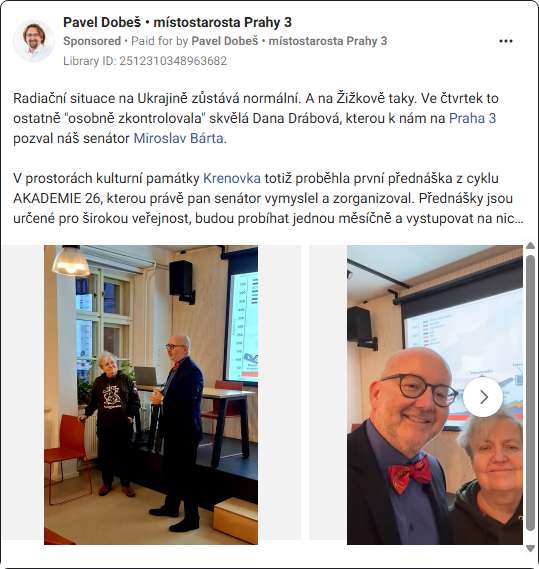 Pavel Dobeš • místostarosta Prahy 3
Sponsored • Paid for by Pavel Dobeš • místostarosta Prahy 3
Library ID: 2512310348963682
Radiační situace na Ukrajině zůstává normální. A na Žižkově taky. Ve čtvrtek to
ostatně "osobně zkontrolovala" skvělá Dana Drábová, kterou k nám na Praha 3
pozval náš senátor Miroslav Bárta.
V prostorách kulturní památky Krenovka totiž proběhla první přednáška z cyklu
AKADEMIE 26, kterou právě pan senátor vymyslel a zorganizoval. Přednášky jsou
určené pro širokou veřejnost, budou probíhat jednou měsíčně a vystupovat na nic...